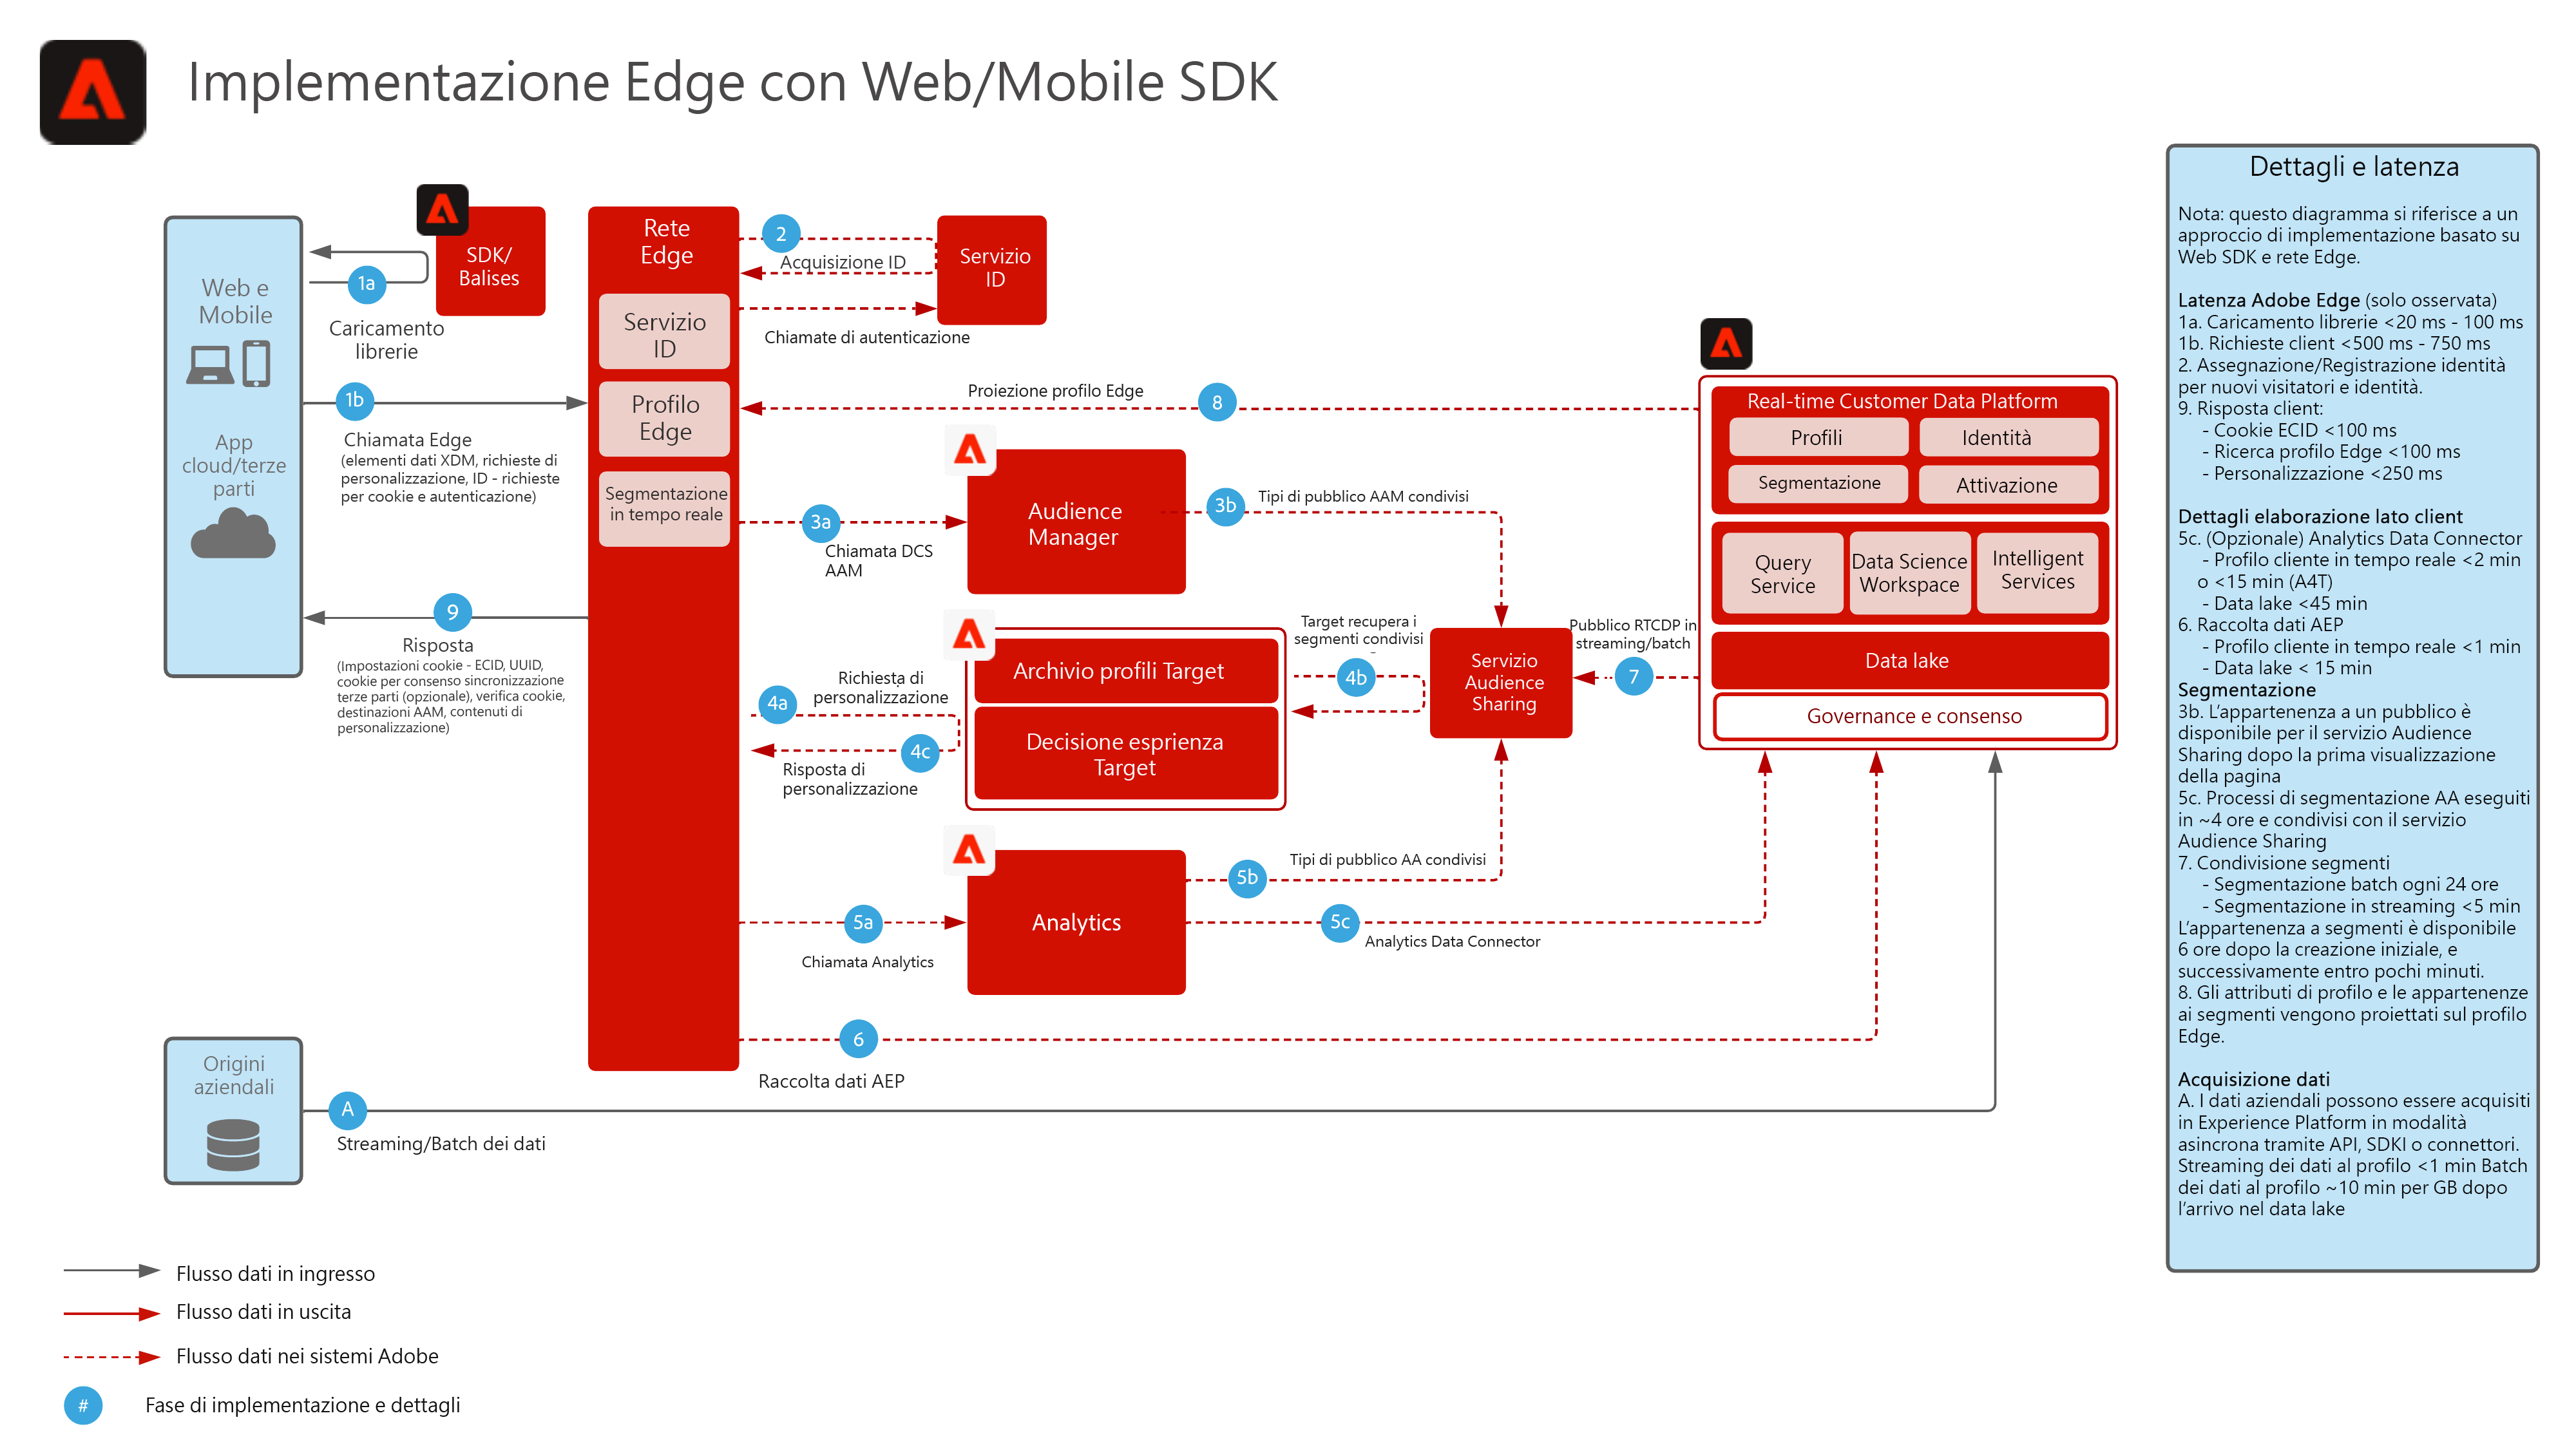 Implementazione Edge con Web/Mobile SDK
Web e
Mobile
App
cloud/terze
parti
SDK/
Balises
1a
Caricamento
librerie
1b
Chiamata Edge
(elementi dati XDM, richieste di
personalizzazione, ID - richieste
per cookie e autenticazione)
9
Risposta
(Impostazioni cookie - ECID, UUID,
cookie per consenso sincronizzazione
terze parti (opzionale), verifica cookie,
destinazioni AAM, contenuti di
personalizzazione)
Origini
aziendali
A
Streaming/Batch dei dati
Rete
Edge
Servizio
ID
Profilo
Edge
Segmentazione
in tempo reale
2
Acquisizione ID
Servizio
ID
Chiamate di autenticazione
Proiezione profilo Edge
8
3a
Chiamata DCS
AAM
Audience
Manager
3b
Tipi di pubblico AAM condivisi
4a
Richiesta di
personalizzazione
4c
Risposta di
personalizzazione
Archivio profili Target
Decisione esprienza
Target
Target recupera i
segmenti condivisi
4b
Servizio
Audience
Sharing
Pubblico RTCDP in
streaming/batch
7
5a
Chiamata Analytics
Analytics
5b
Tipi di pubblico AA condivisi
5c
Analytics Data Connector
6
Raccolta dati AEP
Real-time Customer Data Platform
Profili
Identità
Segmentazione
Attivazione
Query
Service
Data Science
Workspace
Intelligent
Services
Data lake
Governance e consenso
Dettagli e latenza
Nota: questo diagramma si riferisce a un
approccio di implementazione basato su
Web SDK e rete Edge.
Latenza Adobe Edge (solo osservata)
1a. Caricamento librerie <20 ms - 100 ms
1b. Richieste client <500 ms - 750 ms
2. Assegnazione/Registrazione identità
per nuovi visitatori e identità.
9. Risposta client:
- Cookie ECID <100 ms
- Ricerca profilo Edge <100 ms
- Personalizzazione <250 ms
Dettagli elaborazione lato client
5c. (Opzionale) Analytics Data Connector
- Profilo cliente in tempo reale <2 min
o <15 min (A4T)
- Data lake <45 min
6. Raccolta dati AEP
- Profilo cliente in tempo reale <1 min
- Data lake < 15 min
Segmentazione
3b. L'appartenenza a un pubblico è
disponibile per il servizio Audience
Sharing dopo la prima visualizzazione
della pagina
5c. Processi di segmentazione AA eseguiti
in ~4 ore e condivisi con il servizio
Audience Sharing
7. Condivisione segmenti
- Segmentazione batch ogni 24 ore
- Segmentazione in streaming <5 min
L'appartenenza a segmenti è disponibile
6 ore dopo la creazione iniziale, e
successivamente entro pochi minuti.
8. Gli attributi di profilo e le appartenenze
ai segmenti vengono proiettati sul profilo
Edge.
Acquisizione dati
A. I dati aziendali possono essere acquisiti
in Experience Platform in modalità
asincrona tramite API, SDKI o connettori.
Streaming dei dati al profilo <1 min Batch
dei dati al profilo ~10 min per GB dopo
l'arrivo nel data lake
Flusso dati in ingresso
Flusso dati in uscita
Flusso dati nei sistemi Adobe
#
Fase di implementazione e dettagli